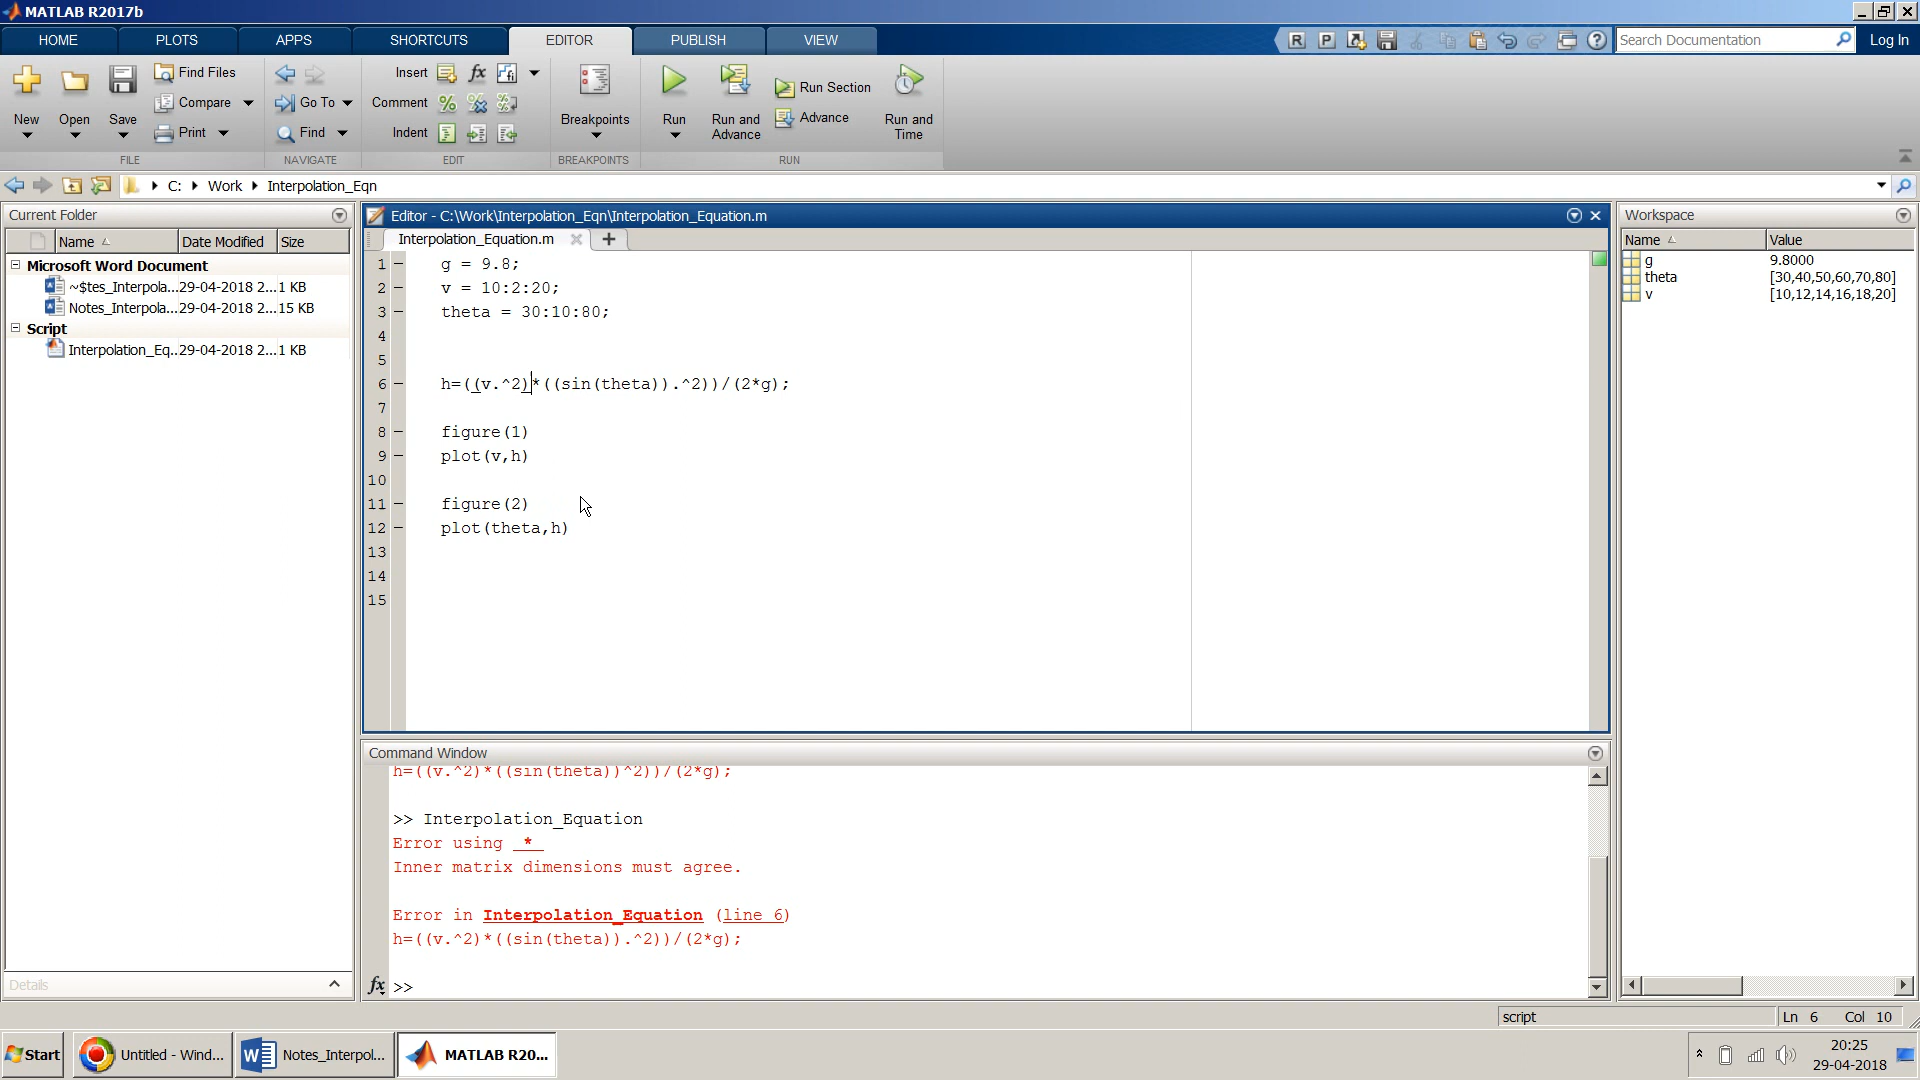 MATLAB R2017b
HOME PLOTS APPS SHORTCUTS EDITOR PUBLISH VIEW
Search Documentation
Log In
New
Open
Save
Find Files
Compare
Print
FILE
Go To
Find
NAVIGATE
Insert
Comment
Indent
EDIT
Breakpoints
BREAKPOINTS
Run
Run and Advance
Run Section
Advance
Run and Time
RUN
C: Work Interpolation_Eqn
Current Folder
Name Date Modified Size
Microsoft Word Document
~$tes_Interpola... 29-04-2018 2... 1 KB
Notes_Interpola... 29-04-2018 2... 15 KB
Script
Interpolation_Eq... 29-04-2018 2... 1 KB
Details
Editor - C:\Work\Interpolation_Eqn\Interpolation_Equation.m
Interpolation_Equation.m
1 g = 9.8;
2 v = 10:2:20;
3 theta = 30:10:80;
4
5
6 h=((v.^2)*((sin(theta)).^2))/(2*g);
7
8 figure(1)
9 plot(v,h)
10
11 figure(2)
12 plot(theta,h)
13
14
15
Command Window
h=((v.^2)*((sin(theta))^2))/(2*g);
>> Interpolation_Equation
Error using *
Inner matrix dimensions must agree.
Error in Interpolation_Equation (line 6)
h=((v.^2)*((sin(theta)).^2))/(2*g);
fx >>
Workspace
Name Value
g 9.8000
theta [30,40,50,60,70,80]
v [10,12,14,16,18,20]
script Ln 6 Col 10
Start
Untitled - Wind...
Notes_Interpol...
MATLAB R20...
20:25
29-04-2018